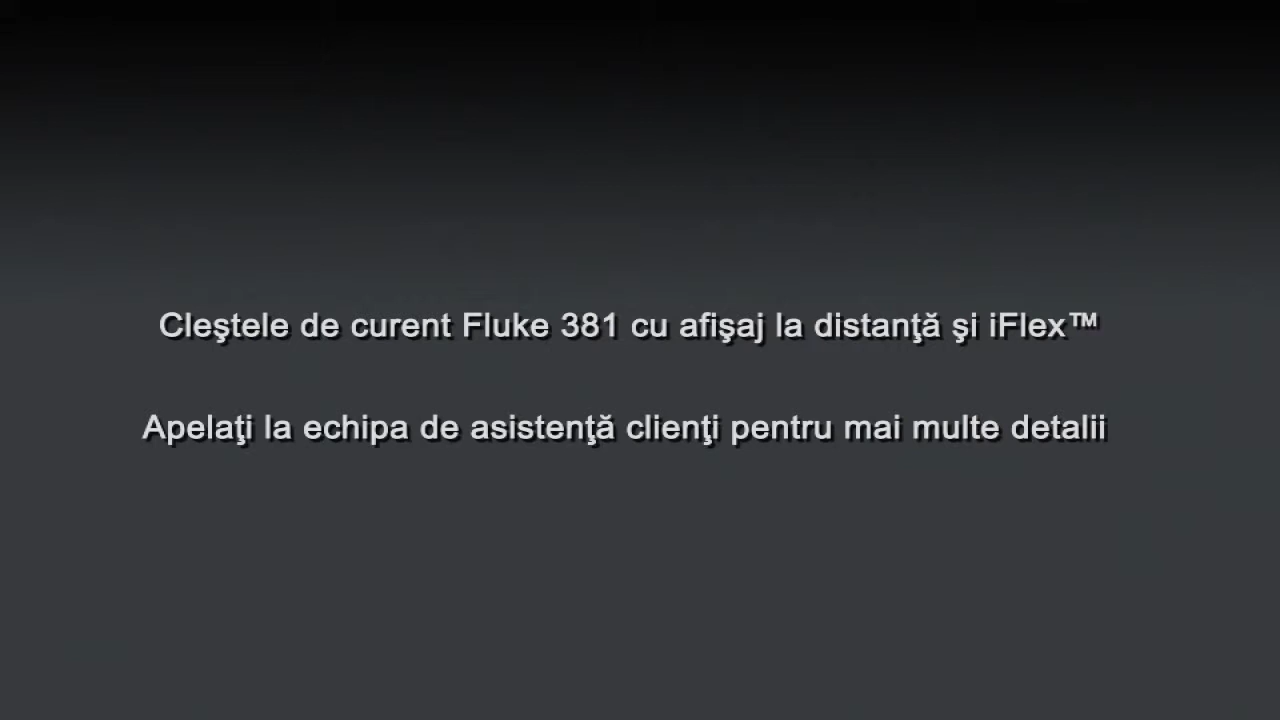 Cleştele de curent Fluke 381 cu afişaj la distanţă şi iFlex™
Apelaţi la echipa de asistenţă clienţi pentru mai multe detalii